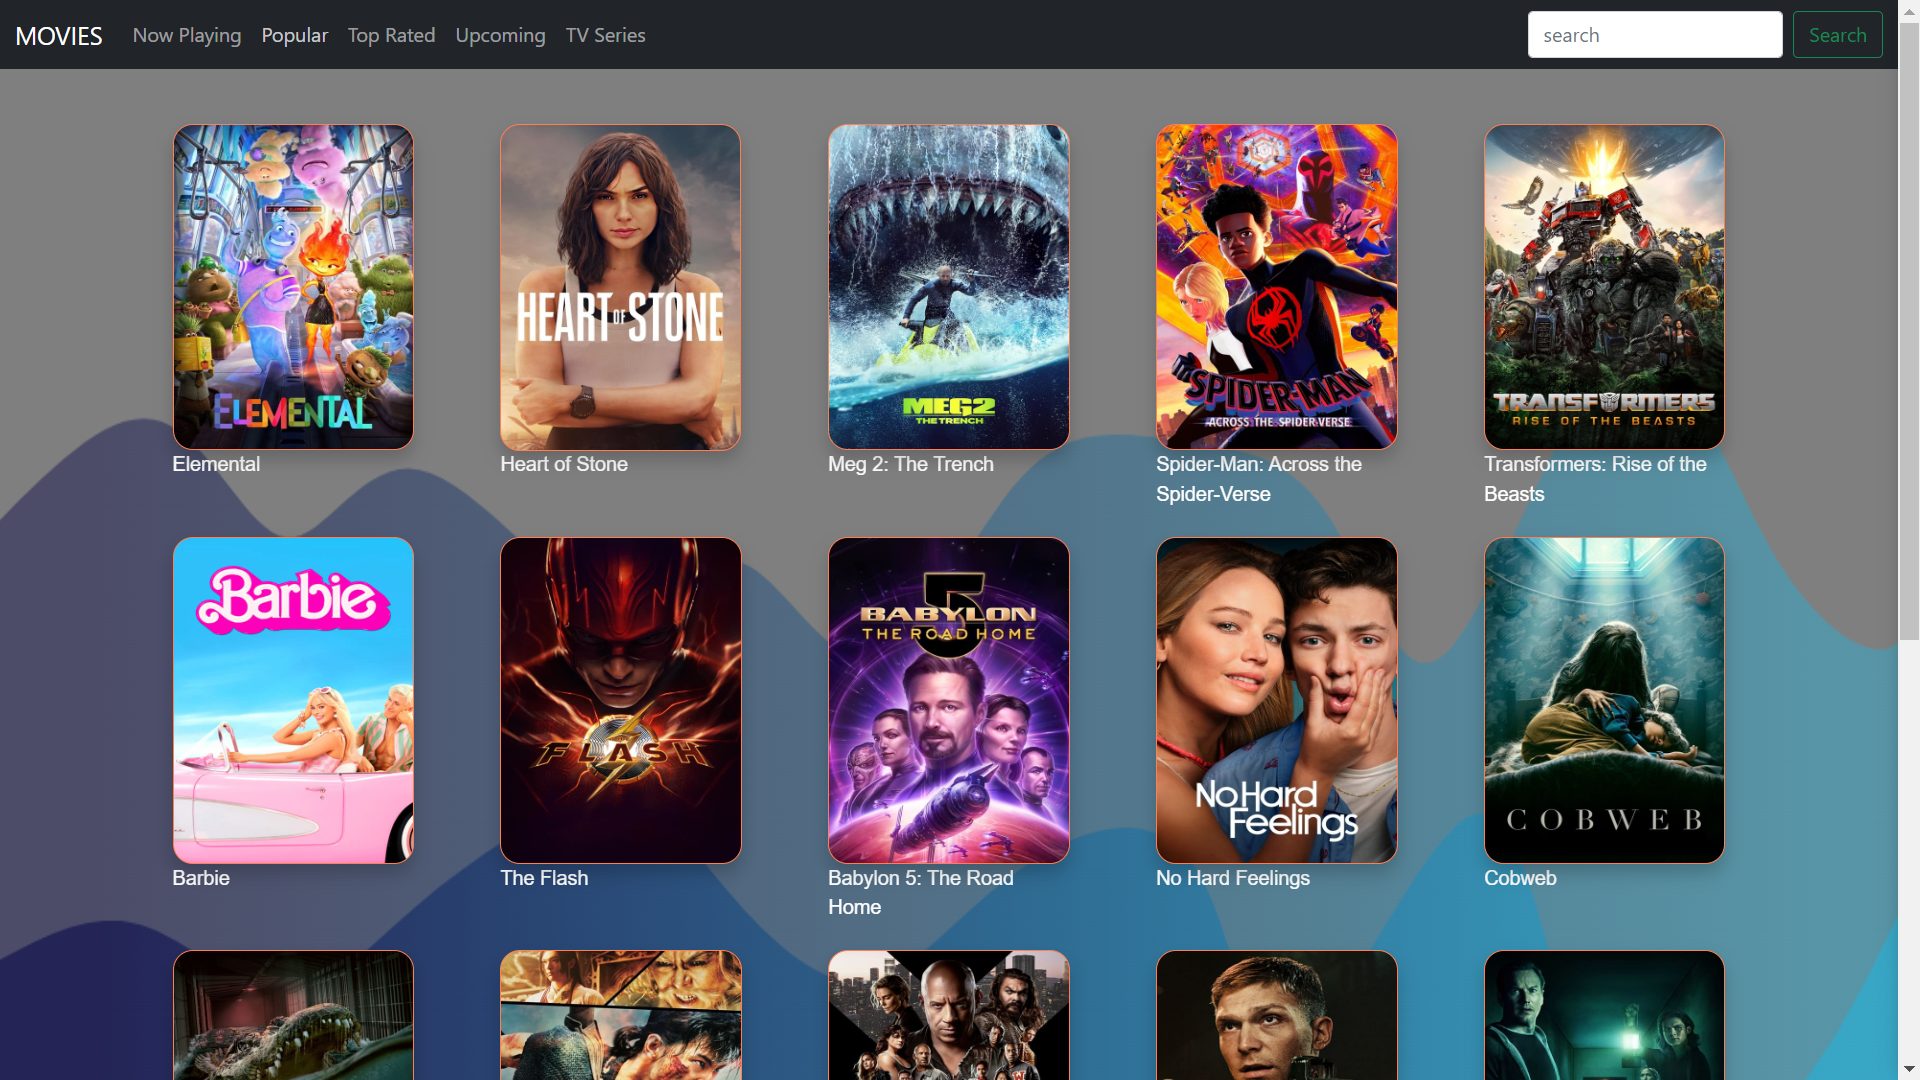 MOVIES Now Playing Popular Top Rated Upcoming TV Series search Search
ELEMENTAL
HEART OF STONE
MEG2
THE TRENCH
SPIDER-MAN
ACROSS THE SPIDER-VERSE
TRANSFORMERS
RISE OF THE BEASTS
Elemental
Heart of Stone
Meg 2: The Trench
Spider-Man: Across the
Spider-Verse
Transformers: Rise of the
Beasts
Barbie
FLASH
BABYLON
5
THE ROAD HOME
No Hard
Feelings
COBWEB
Barbie
The Flash
Babylon 5: The Road
Home
No Hard Feelings
Cobweb